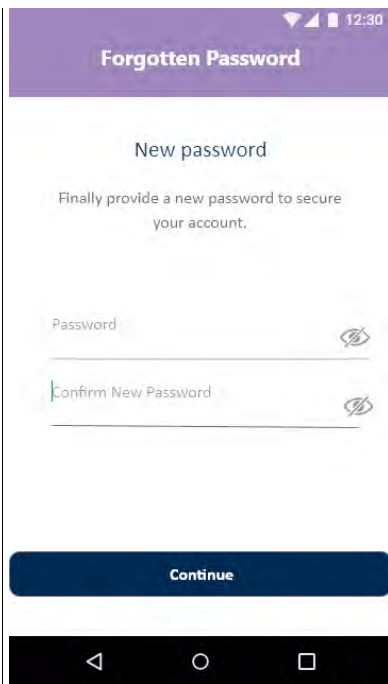 12:30
Forgotten Password
New password
Finally provide a new password to secure
your account.
Password
Confirm New Password
Continue